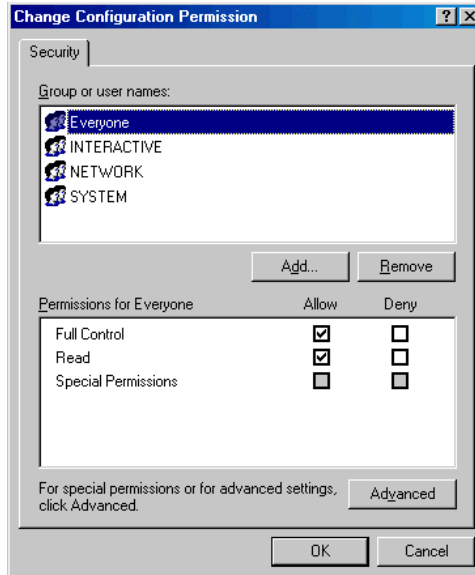 Change Configuration Permission
Security
Group or user names:
Everyone
INTERACTIVE
NETWORK
SYSTEM
Add... Remove
Permissions for Everyone Allow Deny
Full Control
Read
Special Permissions
For special permissions or for advanced settings,
click Advanced.
Advanced
OK Cancel